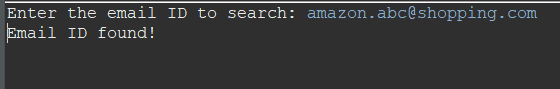 Enter the email ID to search: amazon.abc@shopping.com
Email ID found!